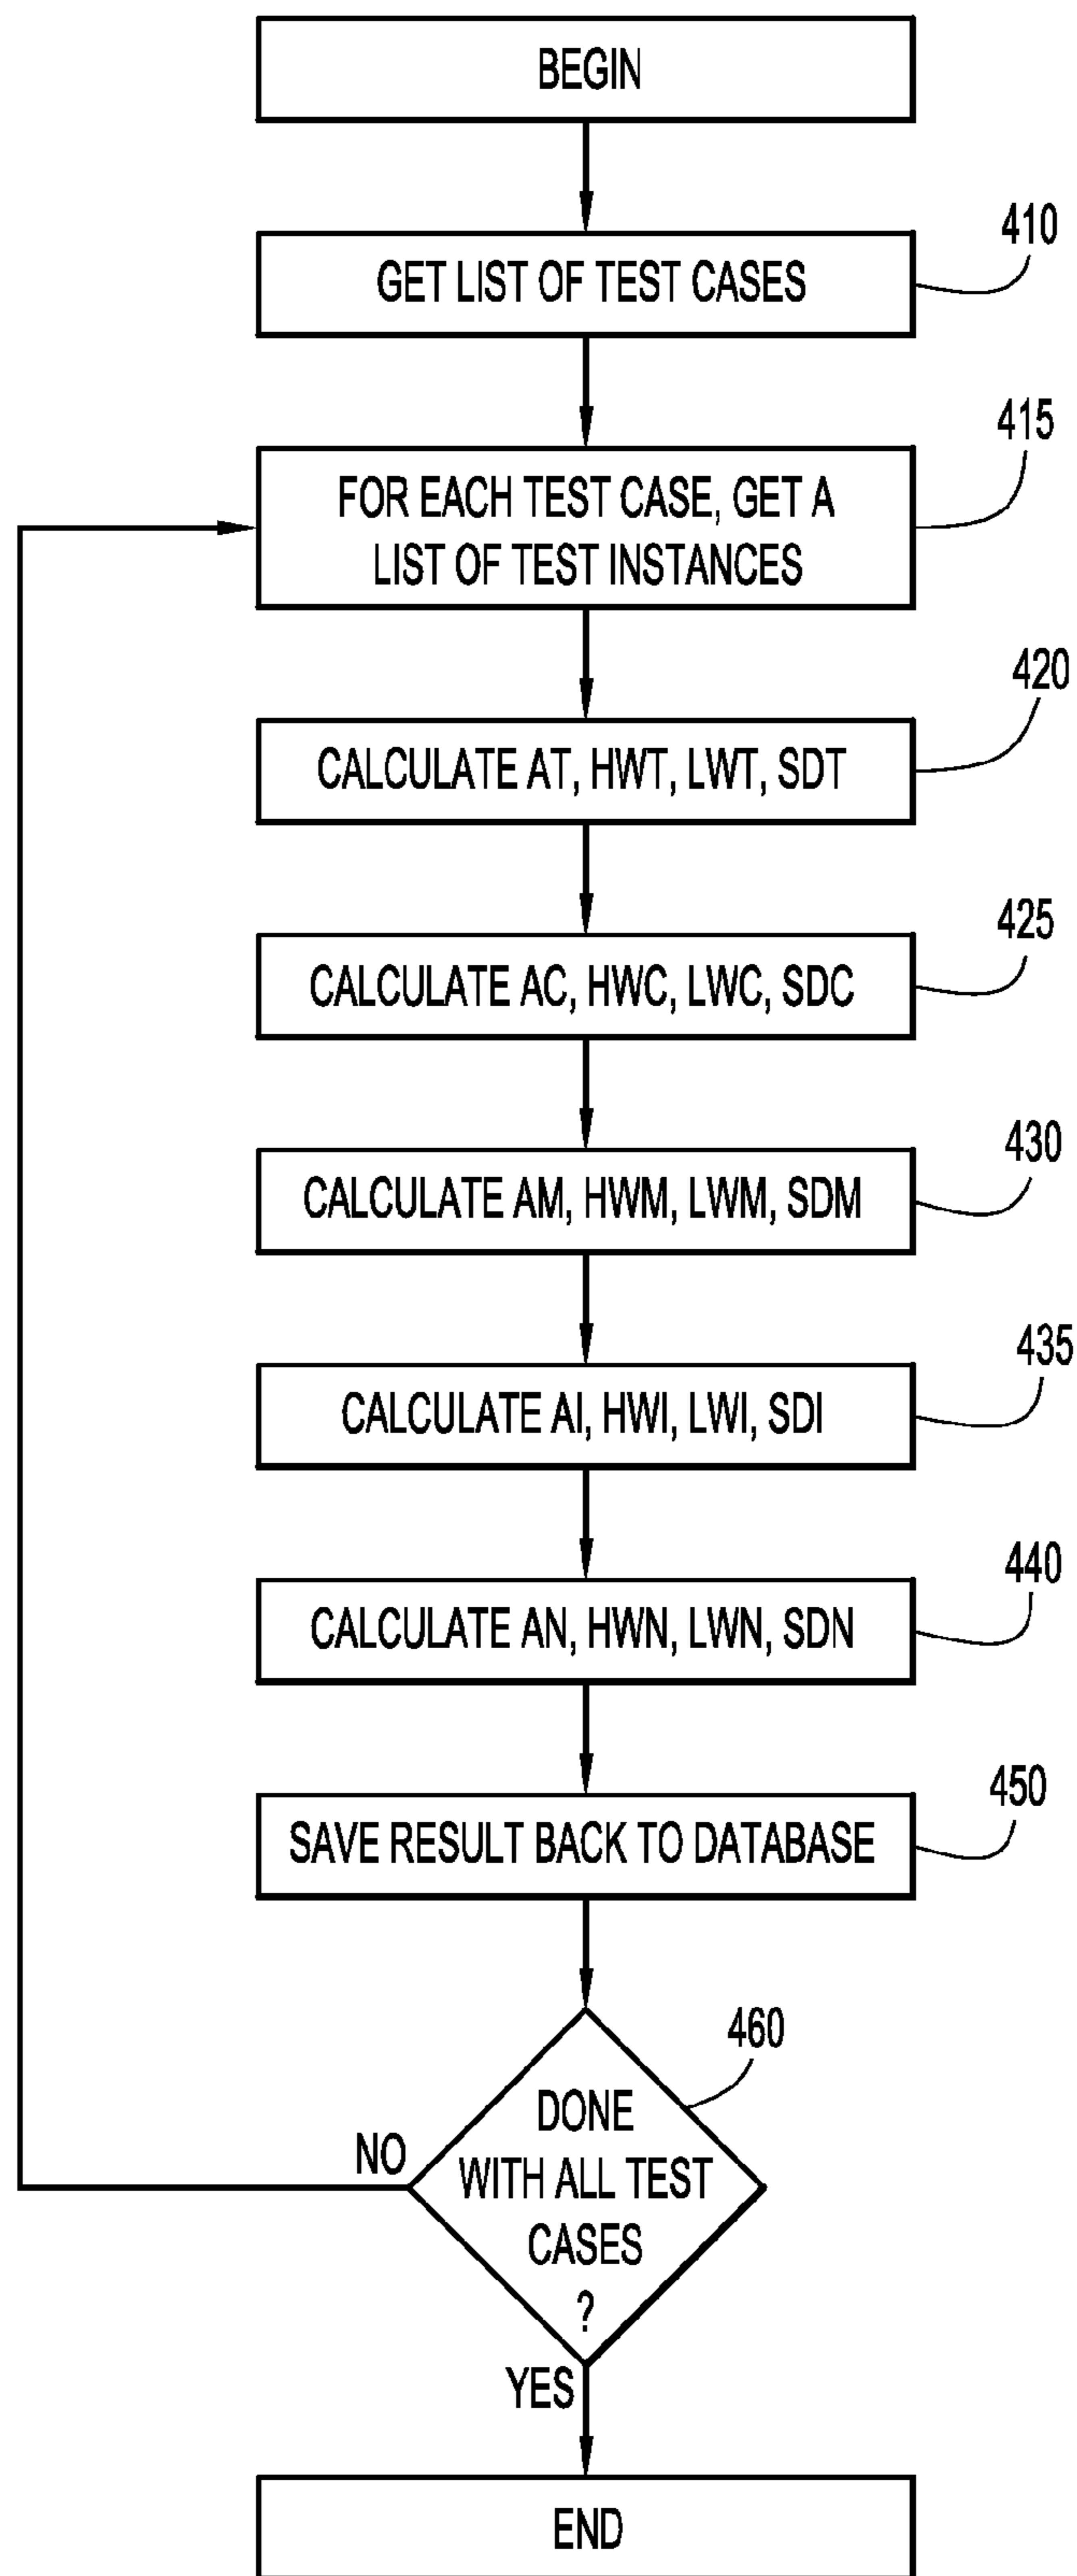 BEGIN
410
GET LIST OF TEST CASES
415
FOR EACH TEST CASE, GET A
LIST OF TEST INSTANCES
420
CALCULATE AT, HWT, LWT, SDT
425
CALCULATE AC, HWC, LWC, SDC
430
CALCULATE AM, HWM, LWM, SDM
435
CALCULATE AI, HWI, LWI, SDI
440
CALCULATE AN, HWN, LWN, SDN
450
SAVE RESULT BACK TO DATABASE
460
DONE
WITH ALL TEST
CASES
?
NO
YES
END